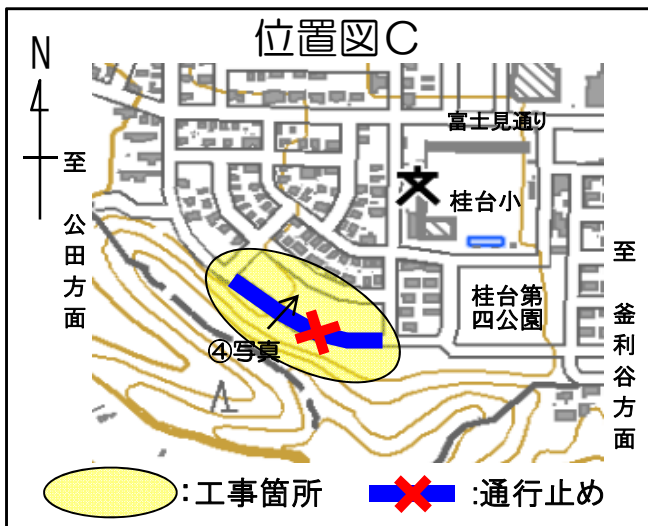 位置図C
N
至 公田方面
富士見通り
文
桂台小
桂台第
四公園
至 釜利谷方面
④写真
:工事箇所
:通行止め